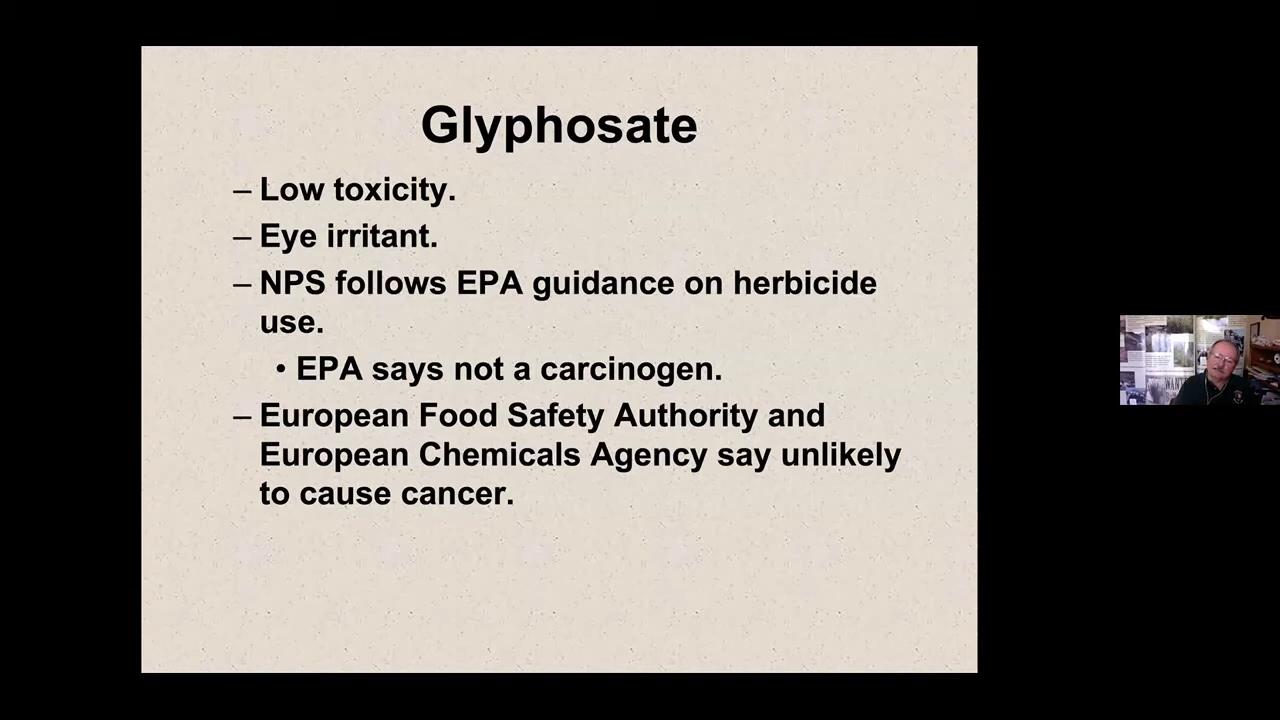 Glyphosate
– Low toxicity.
– Eye irritant.
– NPS follows EPA guidance on herbicide
use.
• EPA says not a carcinogen.
– European Food Safety Authority and
European Chemicals Agency say unlikely
to cause cancer.